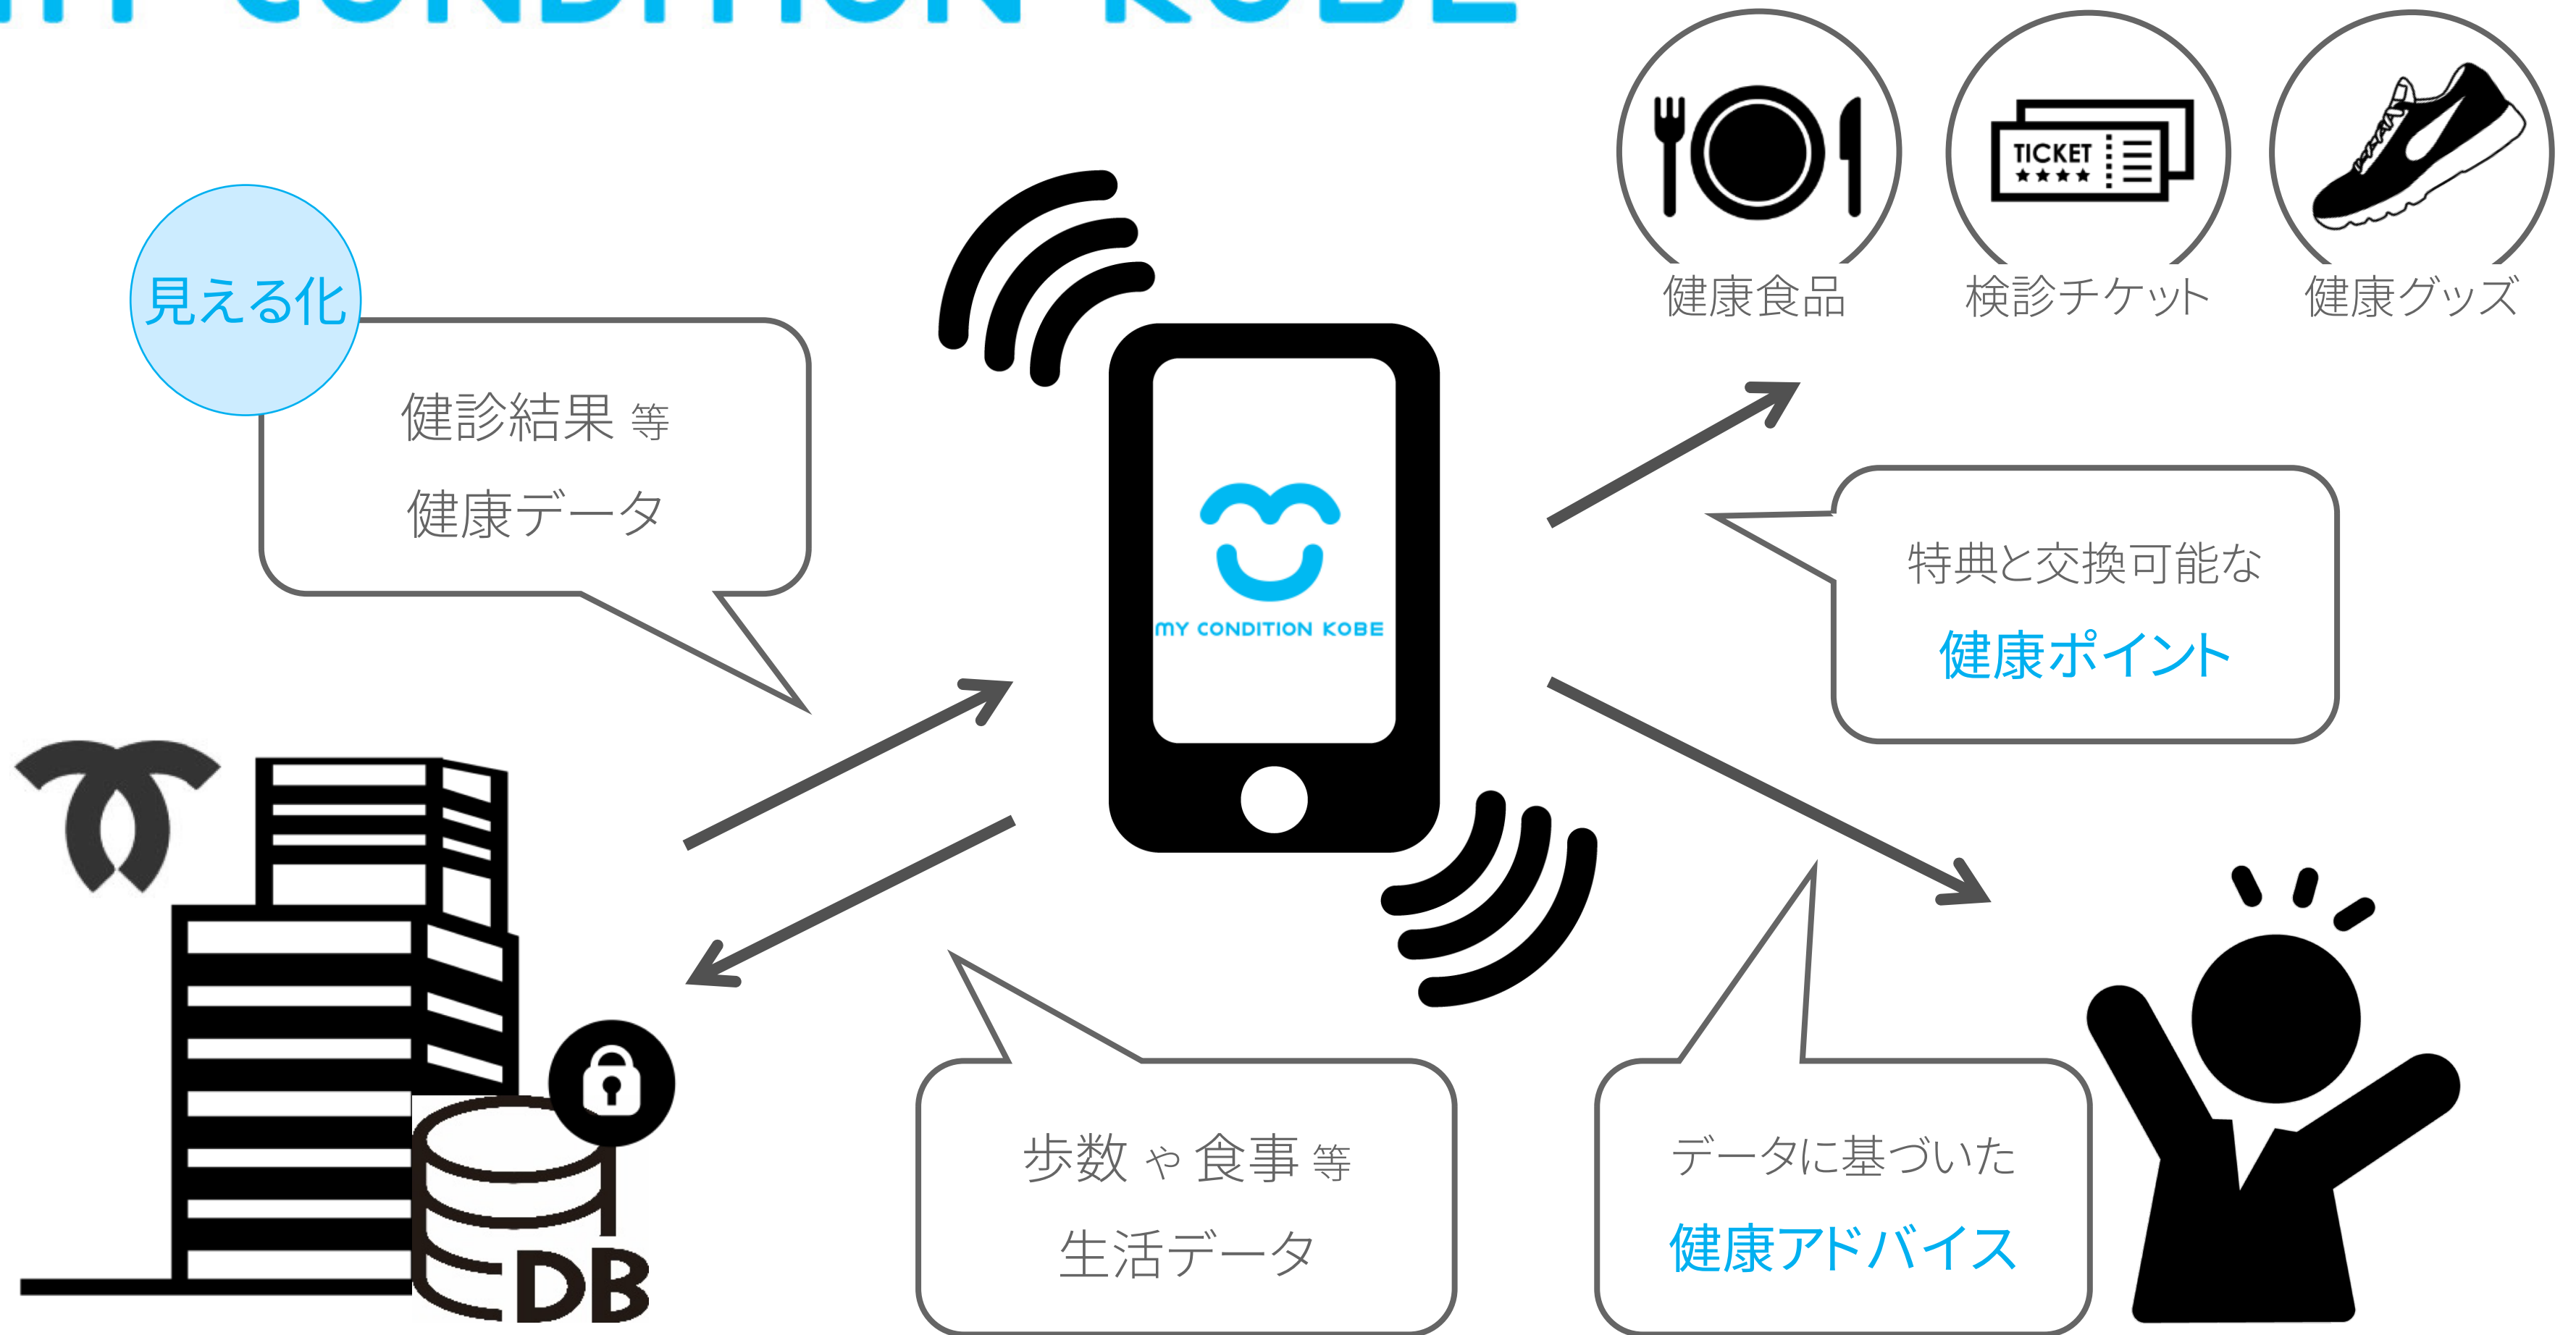 MY CONDITION KOBE
TICKET
健康食品
検診チケット
健康グッズ
見える化
健診結果 等
健康データ
MY CONDITION KOBE
特典と交換可能な
健康ポイント
歩数 や 食事 等
生活データ
データに基づいた
健康アドバイス
DB